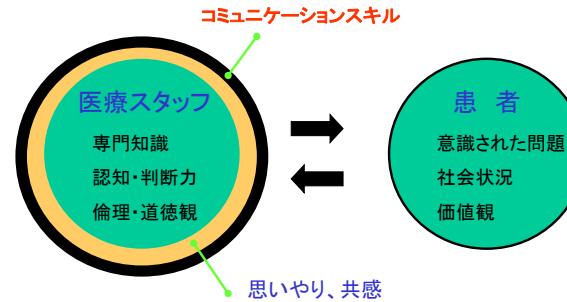 コミュニケーションスキル
医療スタッフ
専門知識
認知・判断力
倫理・道徳観
患 者
意識された問題
社会状況
価値観
思いやり、共感